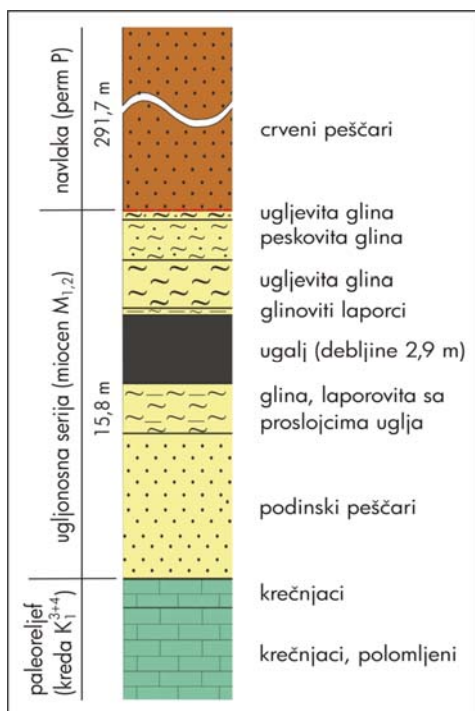 navlaka (perm P)
291,7 m
crveni peščari
ugljonosna serija (miocen M1,2)
15,8 m
ugljevita glina
peskovita glina
ugljevita glina
glinoviti laporci
ugalj (debljine 2,9 m)
glina, laporovita sa
proslojcima uglja
podinski peščari
paleoreljef
(kreda K1 3+4)
krečnjaci
krečnjaci, polomljeni